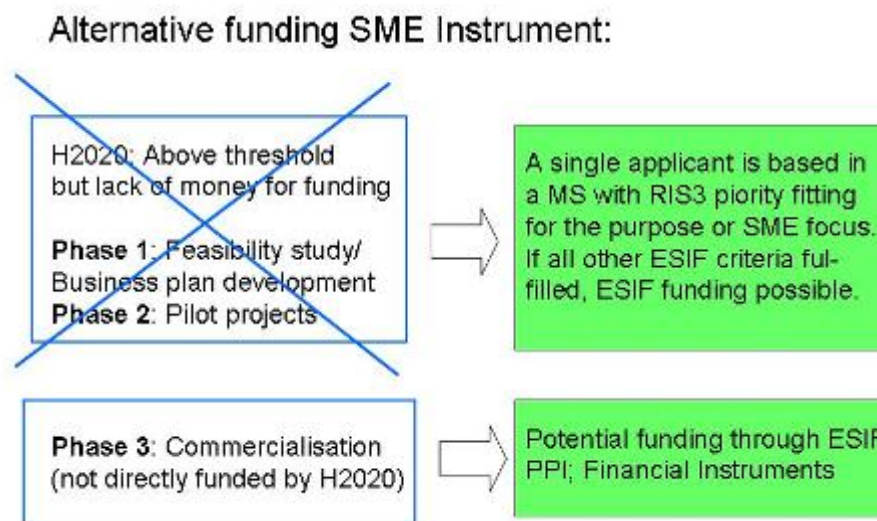 Alternative funding SME Instrument:
H2020: Above threshold
but lack of money for funding
Phase 1: Feasibility study/
Business plan development
Phase 2: Pilot projects
A single applicant is based in
a MS with RIS3 piority fitting
for the purpose or SME focus.
If all other ESIF criteria ful-
filled, ESIF funding possible.
Phase 3: Commercialisation
(not directly funded by H2020)
Potential funding through ESIF
PPI; Financial Instruments